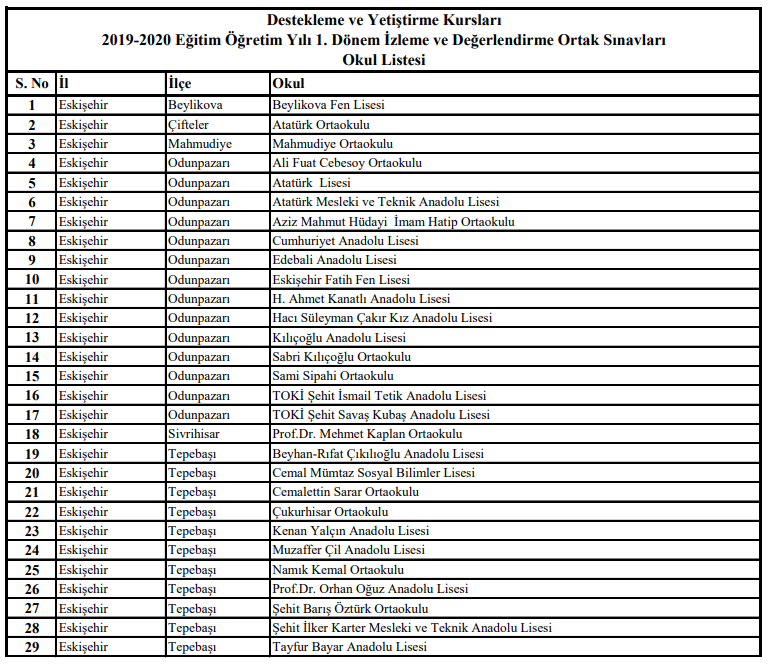 Destekleme ve Yetiştirme Kursları
2019-2020 Eğitim Öğretim Yılı 1. Dönem İzleme ve Değerlendirme Ortak Sınavları
Okul Listesi
S. No İl İlçe Okul
1 Eskişehir Beylikova Beylikova Fen Lisesi
2 Eskişehir Çifteler Atatürk Ortaokulu
3 Eskişehir Mahmudiye Mahmudiye Ortaokulu
4 Eskişehir Odunpazarı Ali Fuat Cebesoy Ortaokulu
5 Eskişehir Odunpazarı Atatürk Lisesi
6 Eskişehir Odunpazarı Atatürk Mesleki ve Teknik Anadolu Lisesi
7 Eskişehir Odunpazarı Aziz Mahmut Hüdayi İmam Hatip Ortaokulu
8 Eskişehir Odunpazarı Cumhuriyet Anadolu Lisesi
9 Eskişehir Odunpazarı Edebali Anadolu Lisesi
10 Eskişehir Odunpazarı Eskişehir Fatih Fen Lisesi
11 Eskişehir Odunpazarı H. Ahmet Kanatlı Anadolu Lisesi
12 Eskişehir Odunpazarı Hacı Süleyman Çakır Kız Anadolu Lisesi
13 Eskişehir Odunpazarı Kılıçoğlu Anadolu Lisesi
14 Eskişehir Odunpazarı Sabri Kılıçoğlu Ortaokulu
15 Eskişehir Odunpazarı Sami Sipahi Ortaokulu
16 Eskişehir Odunpazarı TOKİ Şehit İsmail Tetik Anadolu Lisesi
17 Eskişehir Odunpazarı TOKİ Şehit Savaş Kubaş Anadolu Lisesi
18 Eskişehir Sivrihisar Prof.Dr. Mehmet Kaplan Ortaokulu
19 Eskişehir Tepebaşı Beyhan-Rıfat Çıkılıoğlu Anadolu Lisesi
20 Eskişehir Tepebaşı Cemal Mümtaz Sosyal Bilimler Lisesi
21 Eskişehir Tepebaşı Cemalettin Sarar Ortaokulu
22 Eskişehir Tepebaşı Çukurhisar Ortaokulu
23 Eskişehir Tepebaşı Kenan Yalçın Anadolu Lisesi
24 Eskişehir Tepebaşı Muzaffer Çil Anadolu Lisesi
25 Eskişehir Tepebaşı Namık Kemal Ortaokulu
26 Eskişehir Tepebaşı Prof.Dr. Orhan Oğuz Anadolu Lisesi
27 Eskişehir Tepebaşı Şehit Barış Öztürk Ortaokulu
28 Eskişehir Tepebaşı Şehit İlker Karter Mesleki ve Teknik Anadolu Lisesi
29 Eskişehir Tepebaşı Tayfur Bayar Anadolu Lisesi